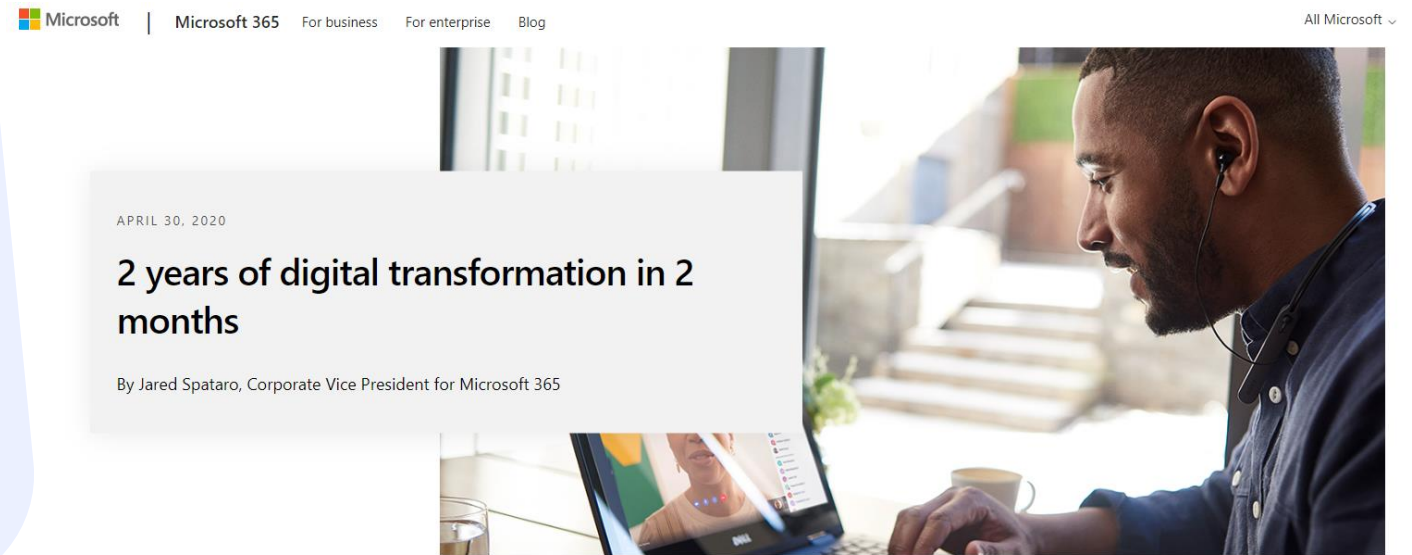 Microsoft | Microsoft 365 For business For enterprise Blog All Microsoft
APRIL 30, 2020
2 years of digital transformation in 2
months
By Jared Spataro, Corporate Vice President for Microsoft 365
DELL